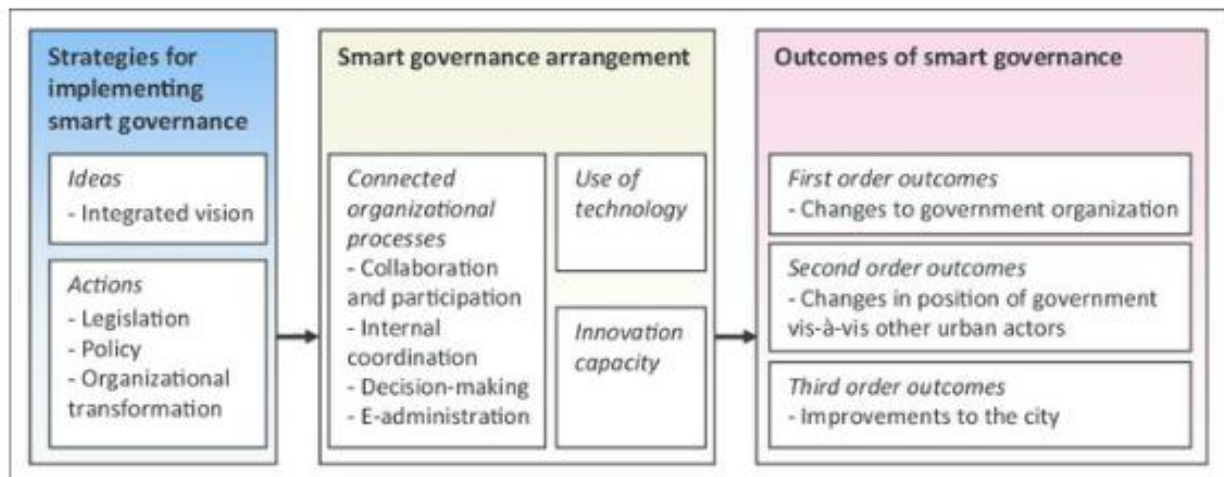 Strategies for
implementing
smart governance
Ideas
- Integrated vision
Actions
- Legislation
- Policy
- Organizational
transformation
Smart governance arrangement
Connected
organizational
processes
- Collaboration
and participation
- Internal
coordination
- Decision-making
- E-administration
Use of
technology
Innovation
capacity
Outcomes of smart governance
First order outcomes
- Changes to government organization
Second order outcomes
- Changes in position of government
vis-à-vis other urban actors
Third order outcomes
- Improvements to the city